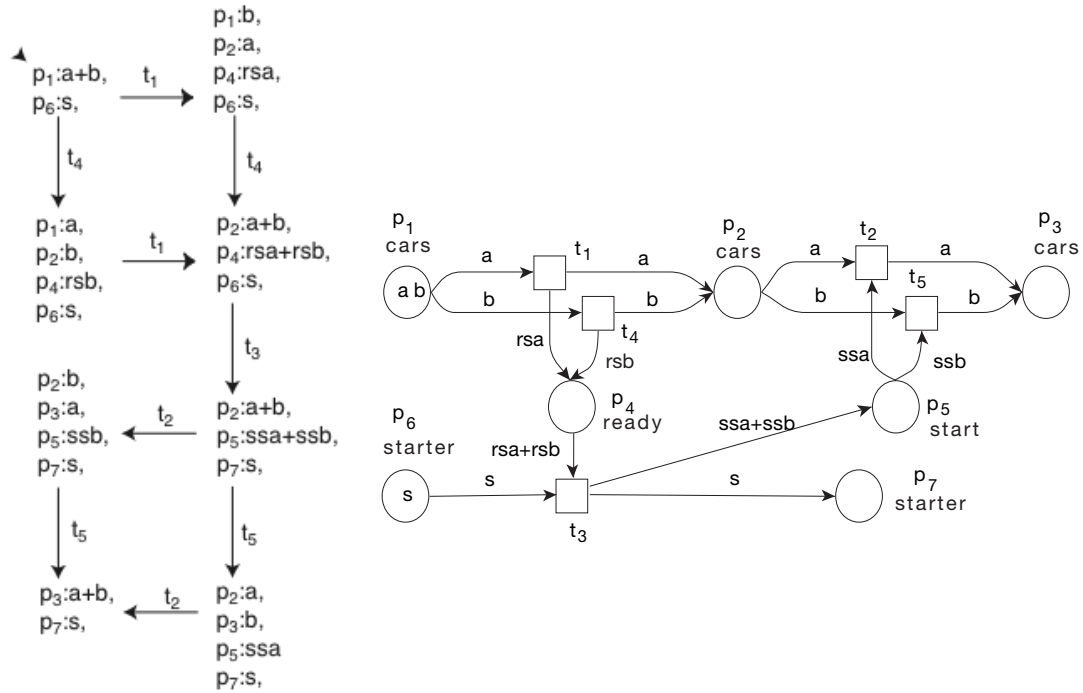 p1:a+b,
p6:s,
t1
p1:b,
p2:a,
p4:rsa,
p6:s,
t4
t4
p1:a,
p2:b,
p4:rsb,
p6:s,
t1
p2:a+b,
p4:rsa+rsb,
p6:s,
t3
p2:b,
p3:a,
p5:ssb,
p7:s,
t2
p2:a+b,
p5:ssa+ssb,
p7:s,
t5
t5
p3:a+b,
p7:s,
t2
p2:a,
p3:b,
p5:ssa
p7:s,
p1
cars
a b
a
b
t1
t4
a
b
rsa
rsb
p2
cars
a
b
t2
t5
a
b
p3
cars
ssa
ssb
p4
ready
p5
start
p6
starter
s
s
rsa+rsb
t3
ssa+ssb
s
p7
starter